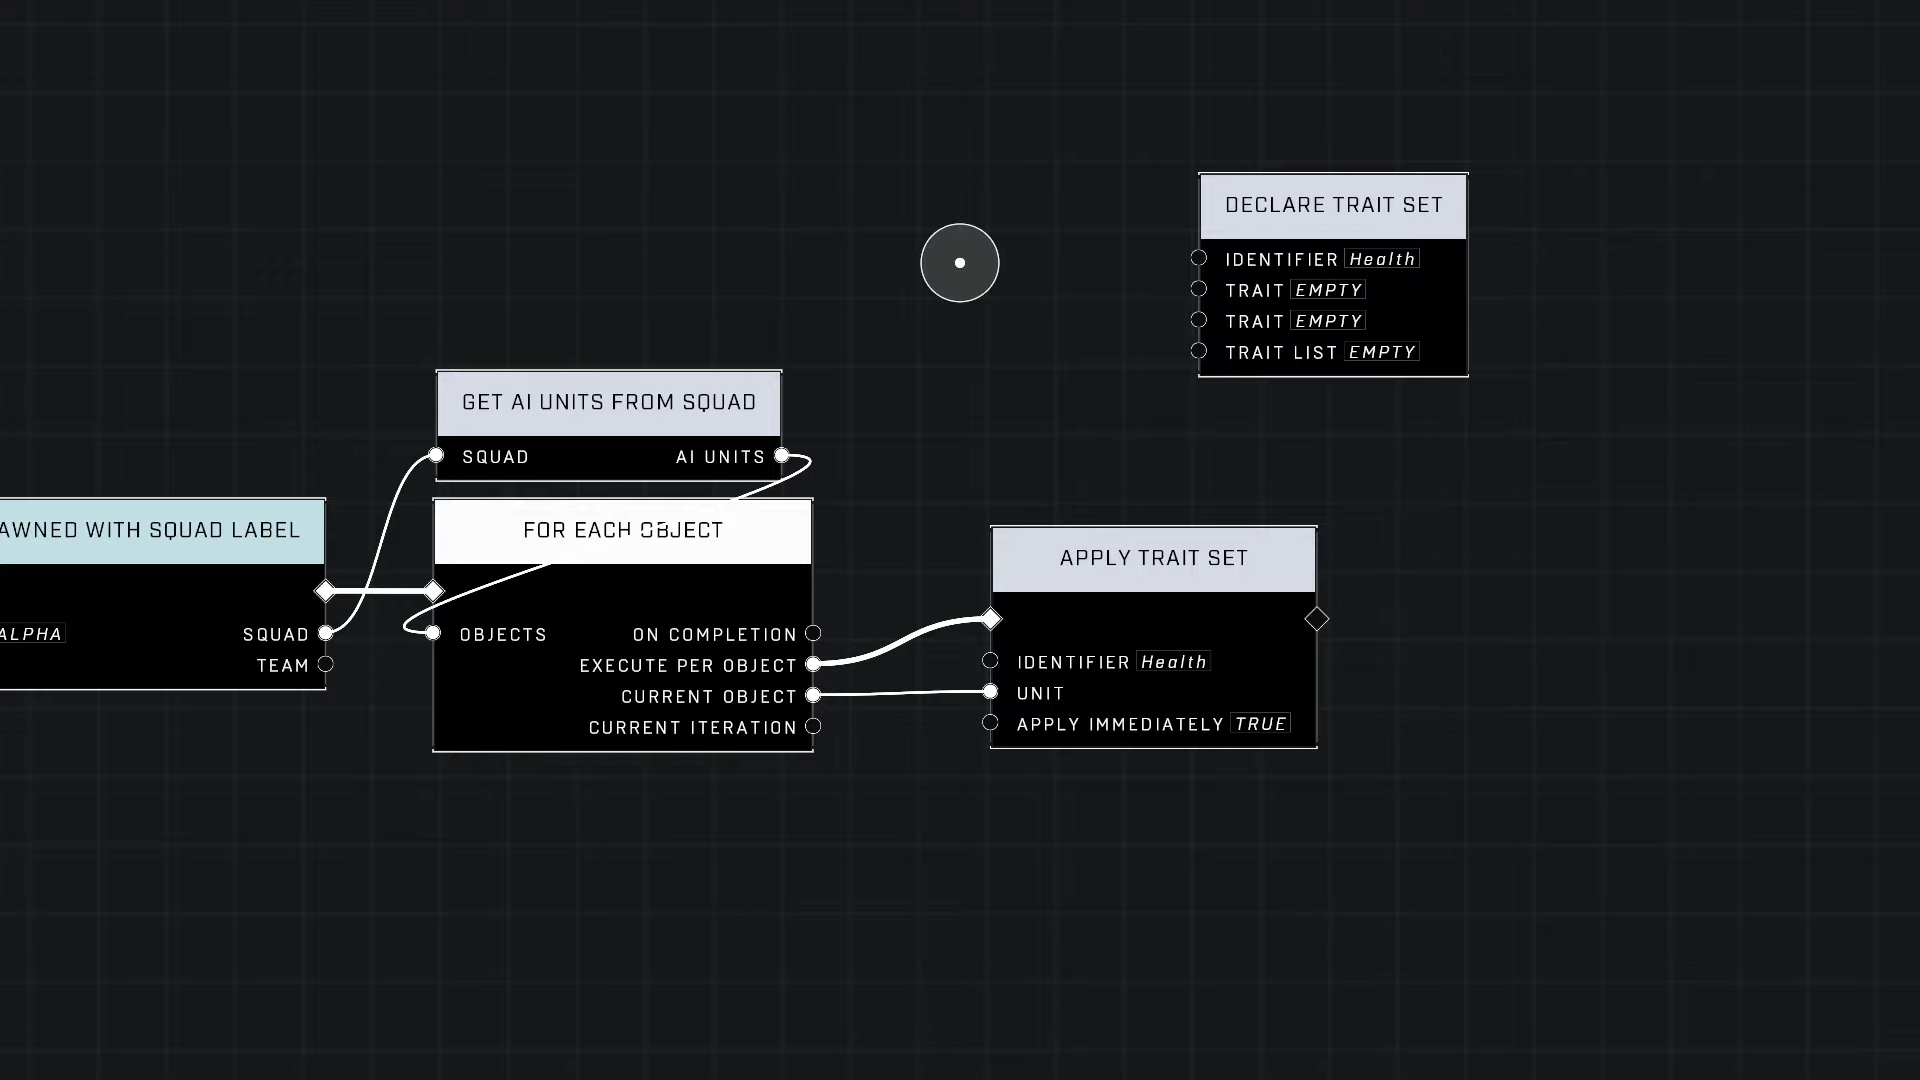 DECLARE TRAIT SET
IDENTIFIER Health
TRAIT EMPTY
TRAIT EMPTY
TRAIT LIST EMPTY
GET AI UNITS FROM SQUAD
SQUAD AI UNITS
AWNED WITH SQUAD LABEL
ALPHA SQUAD
TEAM
FOR EACH OBJECT
OBJECTS ON COMPLETION
EXECUTE PER OBJECT
CURRENT OBJECT
CURRENT ITERATION
APPLY TRAIT SET
IDENTIFIER Health
UNIT
APPLY IMMEDIATELY TRUE